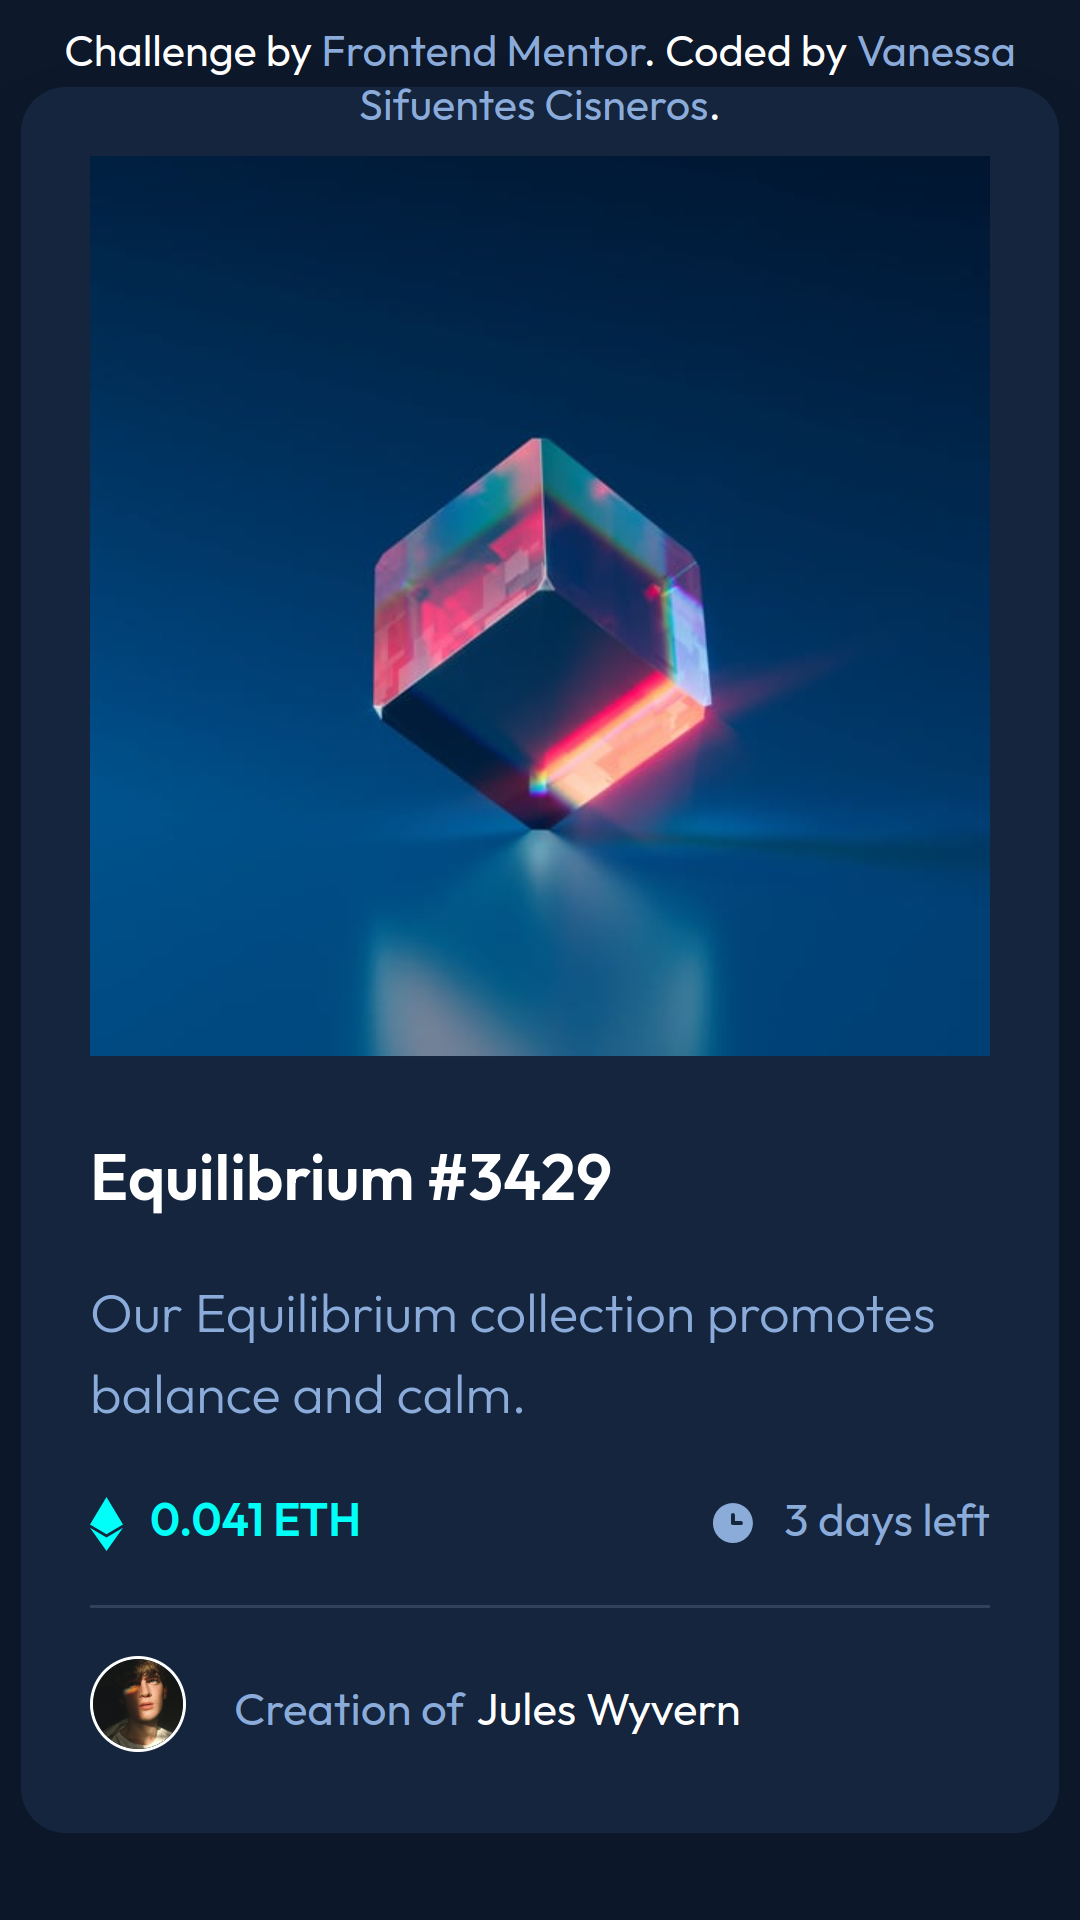 Challenge by Frontend Mentor. Coded by Vanessa
Sifuentes Cisneros.
Equilibrium #3429
Our Equilibrium collection promotes
balance and calm.
0.041 ETH
3 days left
Creation of Jules Wyvern